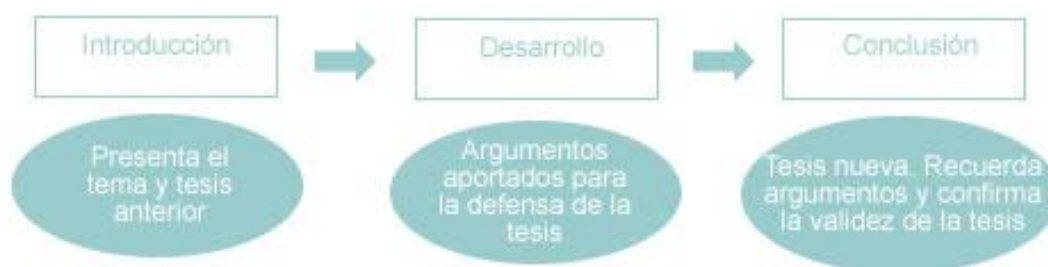 Introducción
Desarrollo
Conclusión
Presenta el
tema y tesis
anterior
Argumentos
aportados para
la defensa de la
tesis
Tesis nueva. Recuerda
argumentos y confirma
la validez de la tesis